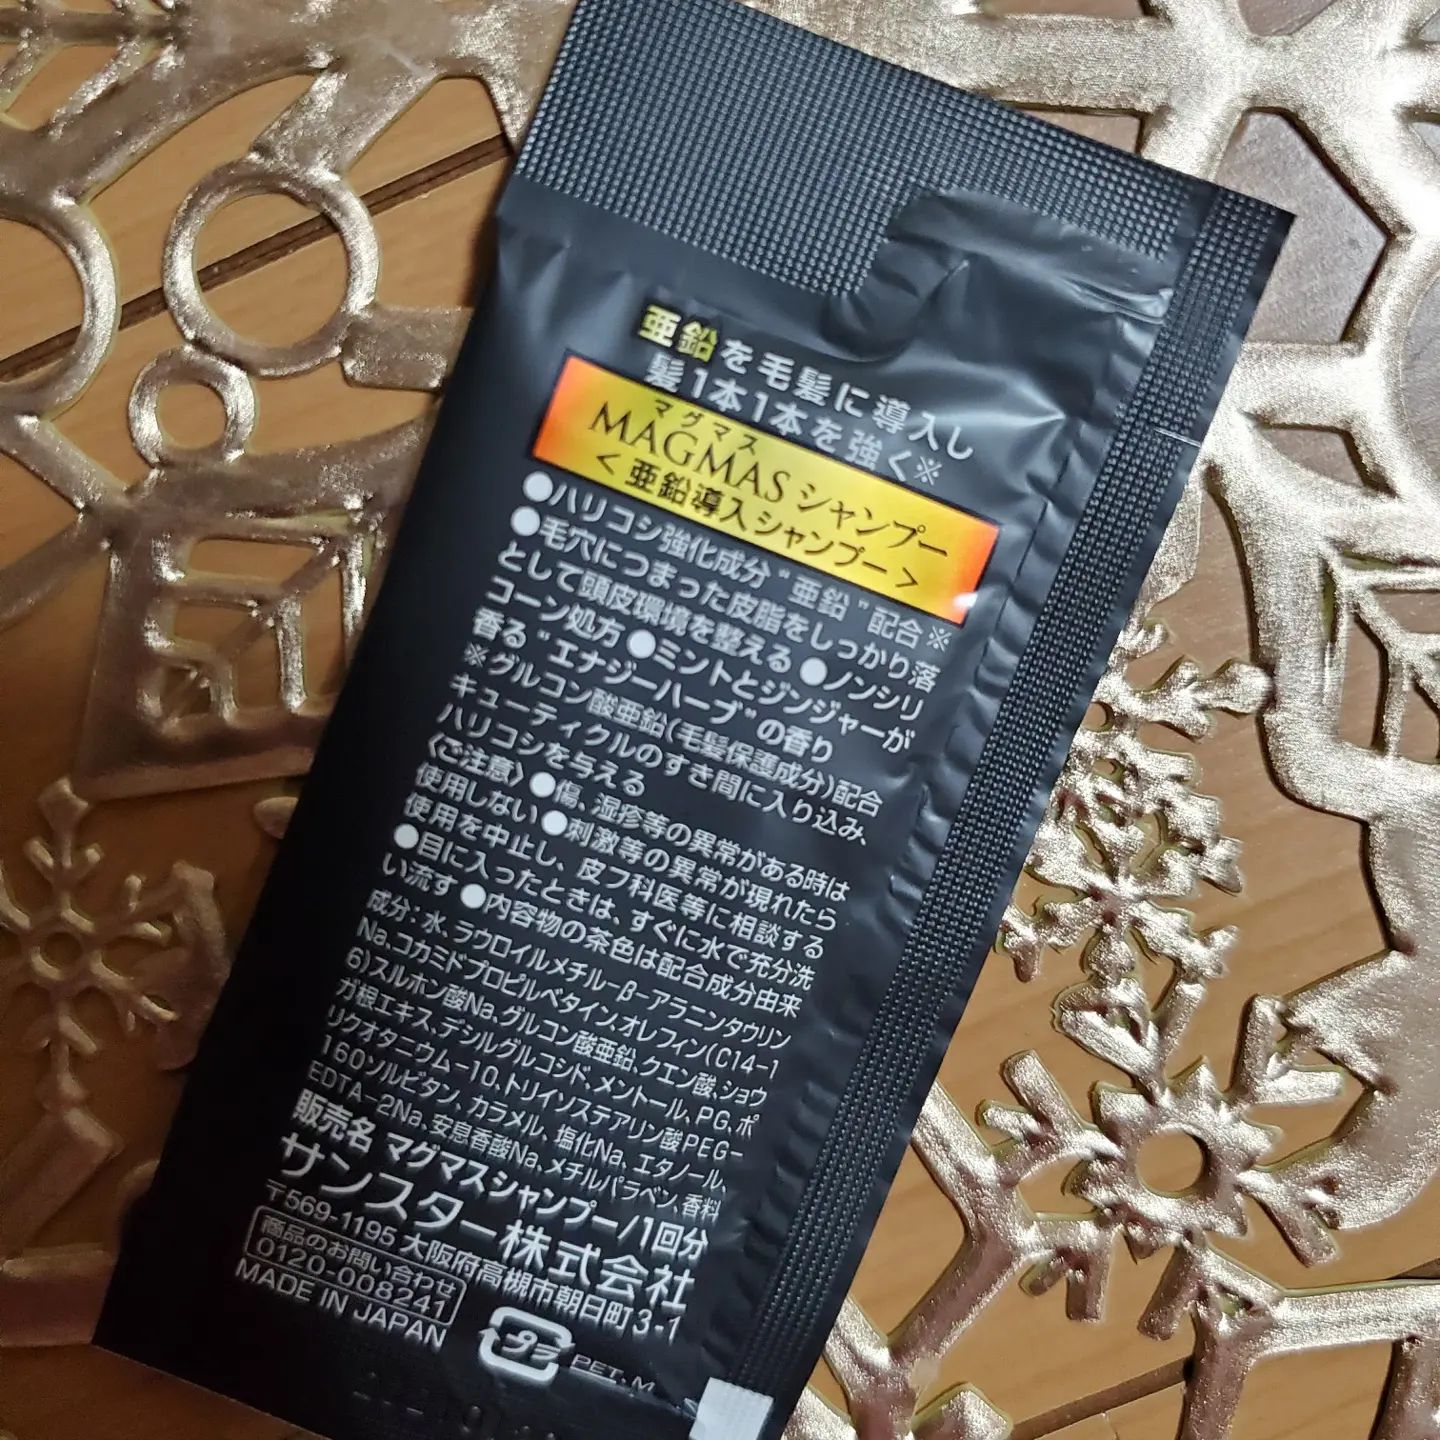 亜鉛を毛髪に導入し
髪1本1本を強く※
マグマス
MAGMAS シャンプー
＜亜鉛導入シャンプー＞
●ハリコシ強化成分"亜鉛"配合※
●毛穴につまった皮脂をしっかり落
として頭皮環境を整える●ノンシリ
コーン処方●ミントとジンジャーが
香る"エナジーハーブ"の香り
※グルコン酸亜鉛(毛髪保護成分)配合
キューティクルのすき間に入り込み、
ハリコシを与える
〈ご注意〉●傷、湿疹等の異常がある時は
使用しない●刺激等の異常が現れたら
使用を中止し、皮フ科医等に相談する
●目に入ったときは、すぐに水で充分洗
い流す●内容物の茶色は配合成分由来
成分:水、ラウロイルメチル-β-アラニンタウリン
Na、コカミドプロピルベタイン、オレフィン(C14-1
6)スルホン酸Na、グルコン酸亜鉛、クエン酸、ショウ
ガ根エキス、デシルグルコシド、メントール、PG、ポ
リクオタニウム-10、トリイソステアリン酸PEG-
160ソルビタン、カラメル、塩化Na、エタノール、
EDTA-2Na、安息香酸Na、メチルパラベン、香料
販売名 マグマスシャンプー/1回分
サンスター株式会社
〒569-1195 大阪府高槻市朝日町3-1
商品のお問い合わせ
0120-008241
MADE IN JAPAN
プラ PET, M